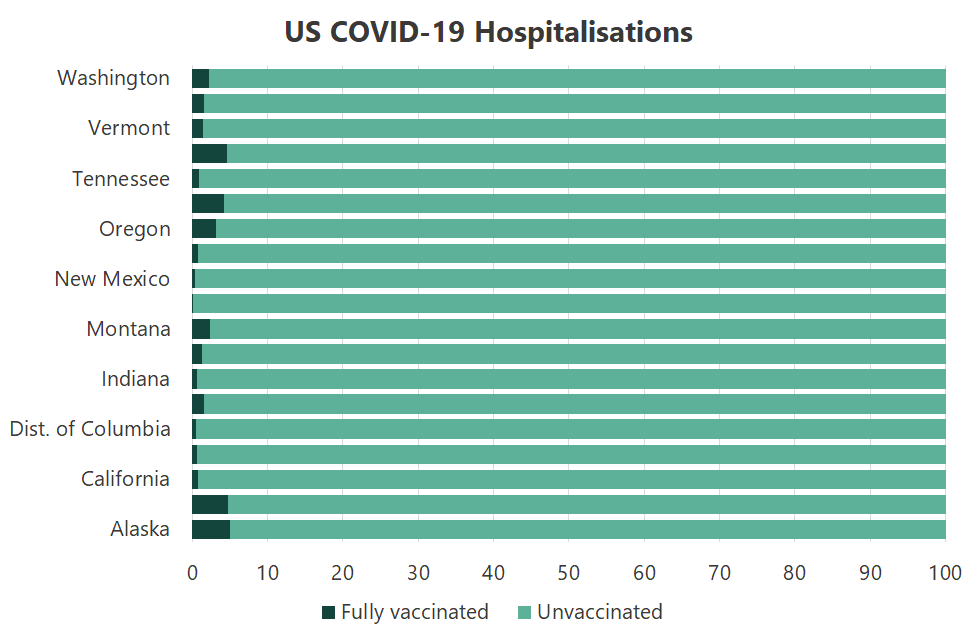 US COVID-19 Hospitalisations
Washington
Vermont
Tennessee
Oregon
New Mexico
Montana
Indiana
Dist. of Columbia
California
Alaska
0 10 20 30 40 50 60 70 80 90 100
Fully vaccinated Unvaccinated